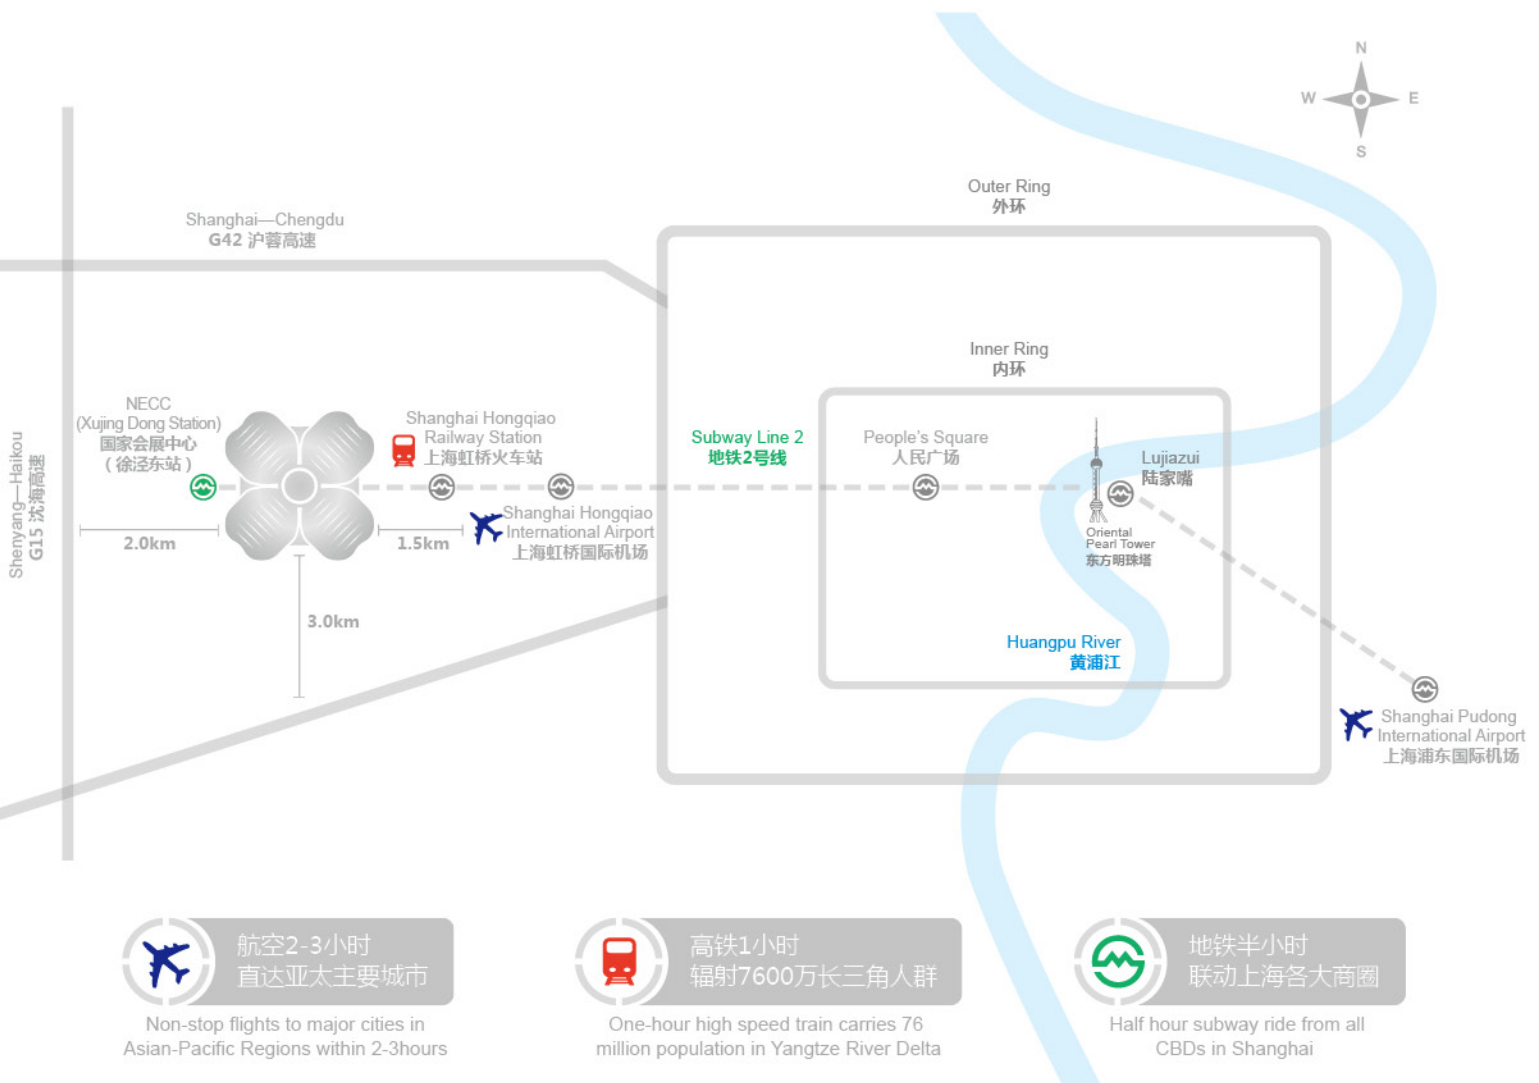 N
W
E
S
Outer Ring
外环
Shanghai—Chengdu
G42 沪蓉高速
Inner Ring
内环
NECC
(Xujing Dong Station)
国家会展中心
（徐泾东站）
Shanghai Hongqiao
Railway Station
上海虹桥火车站
Subway Line 2
地铁2号线
People's Square
人民广场
Lujiazui
陆家嘴
Shenyang—Haikou
G15 沈海高速
2.0km
1.5km
Shanghai Hongqiao
International Airport
上海虹桥国际机场
Oriental
Pearl Tower
东方明珠塔
3.0km
Huangpu River
黄浦江
Shanghai Pudong
International Airport
上海浦东国际机场
航空2-3小时
直达亚太主要城市
Non-stop flights to major cities in
Asian-Pacific Regions within 2-3hours
高铁1小时
辐射7600万长三角人群
One-hour high speed train carries 76
million population in Yangtze River Delta
地铁半小时
联动上海各大商圈
Half hour subway ride from all
CBDs in Shanghai